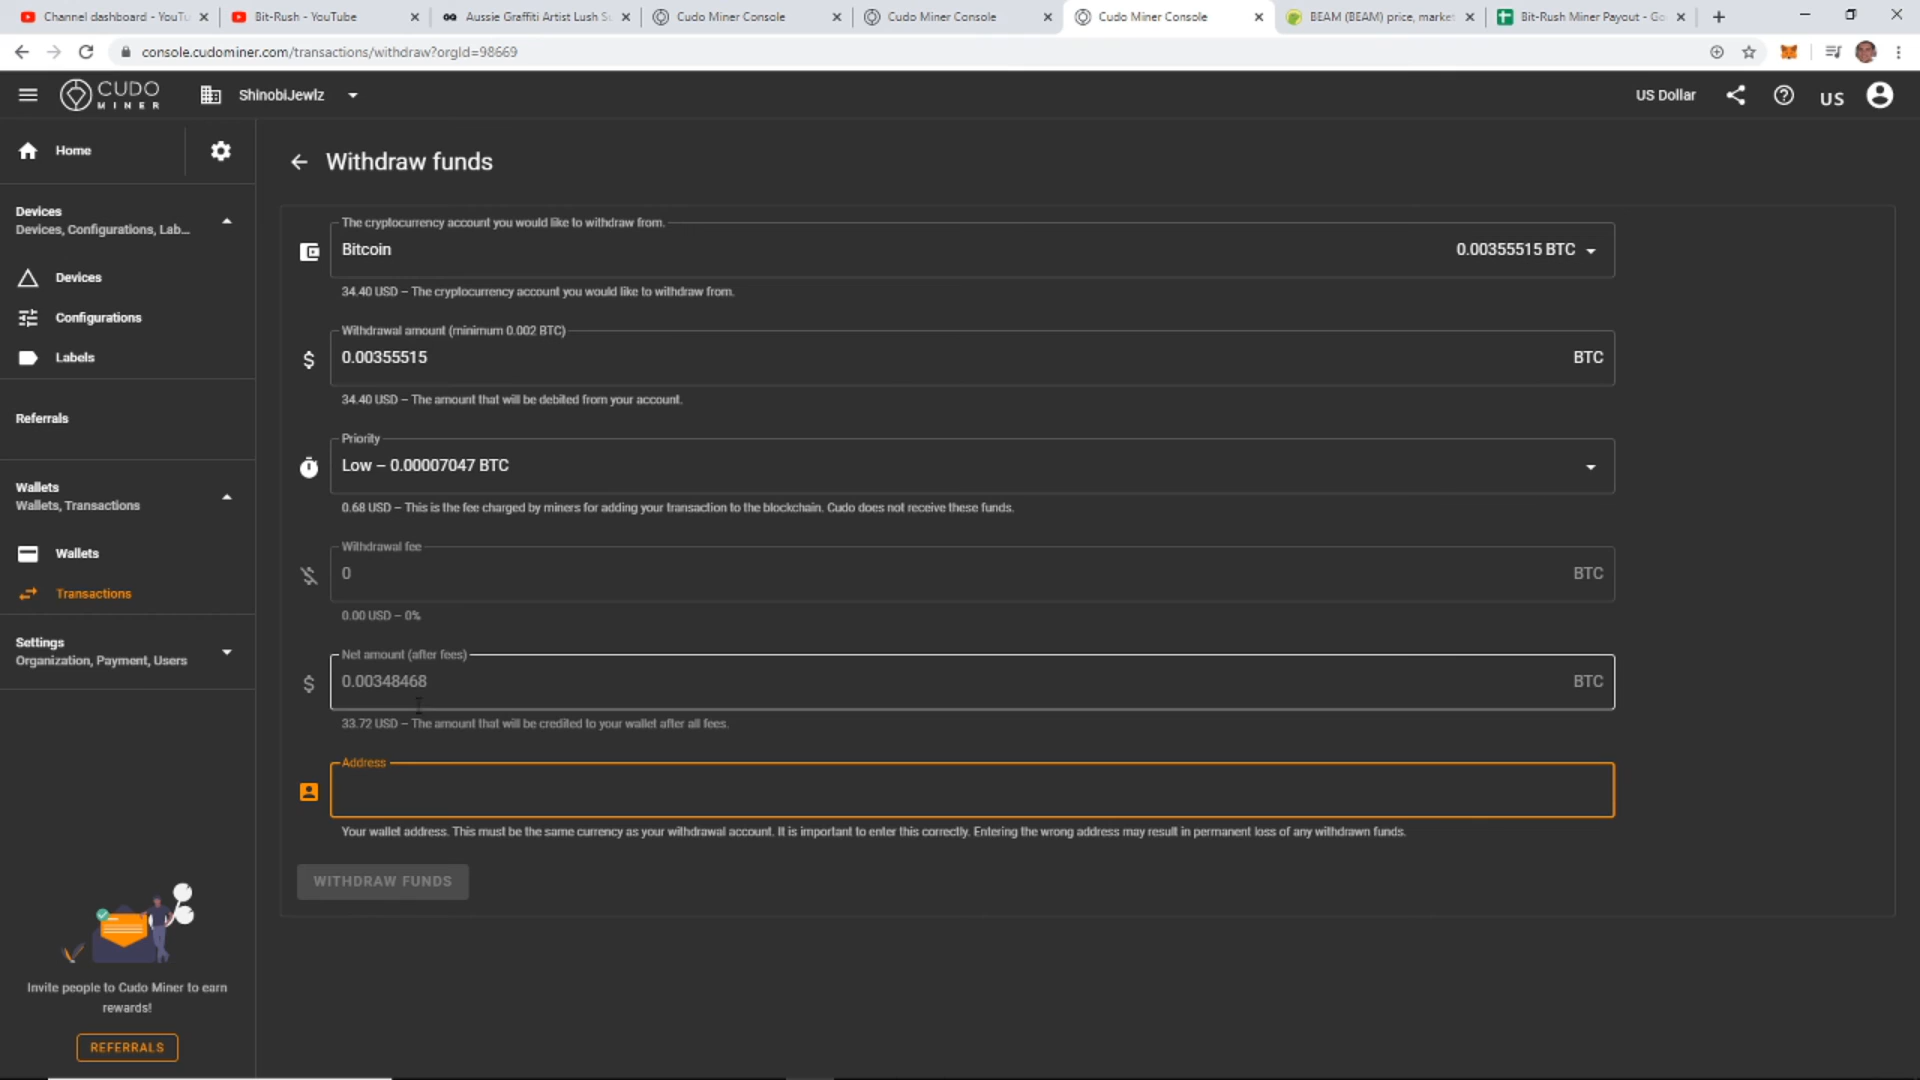 Channel dashboard - YouTu
Bit-Rush - YouTube
Aussie Graffiti Artist Lush Su
Cudo Miner Console
Cudo Miner Console
Cudo Miner Console
BEAM (BEAM) price, marke
Bit-Rush Miner Payout - Go
console.cudominer.com/transactions/withdraw?orgId=98669
CUDO
MINER
ShinobiJewlz
US Dollar
US
Home
Devices
Devices, Configurations, Lab...
Devices
Configurations
Labels
Referrals
Wallets
Wallets, Transactions
Wallets
Transactions
Settings
Organization, Payment, Users
Invite people to Cudo Miner to earn
rewards!
REFERRALS
Withdraw funds
The cryptocurrency account you would like to withdraw from.
Bitcoin 0.00355515 BTC
34.40 USD – The cryptocurrency account you would like to withdraw from.
Withdrawal amount (minimum 0.002 BTC)
$ 0.00355515 BTC
34.40 USD – The amount that will be debited from your account.
Priority
Low – 0.00007047 BTC
0.68 USD – This is the fee charged by miners for adding your transaction to the blockchain. Cudo does not receive these funds.
Withdrawal fee
0 BTC
0.00 USD – 0%
Net amount (after fees)
$ 0.00348468 BTC
33.72 USD – The amount that will be credited to your wallet after all fees.
Address
Your wallet address. This must be the same currency as your withdrawal account. It is important to enter this correctly. Entering the wrong address may result in permanent loss of any withdrawn funds.
WITHDRAW FUNDS